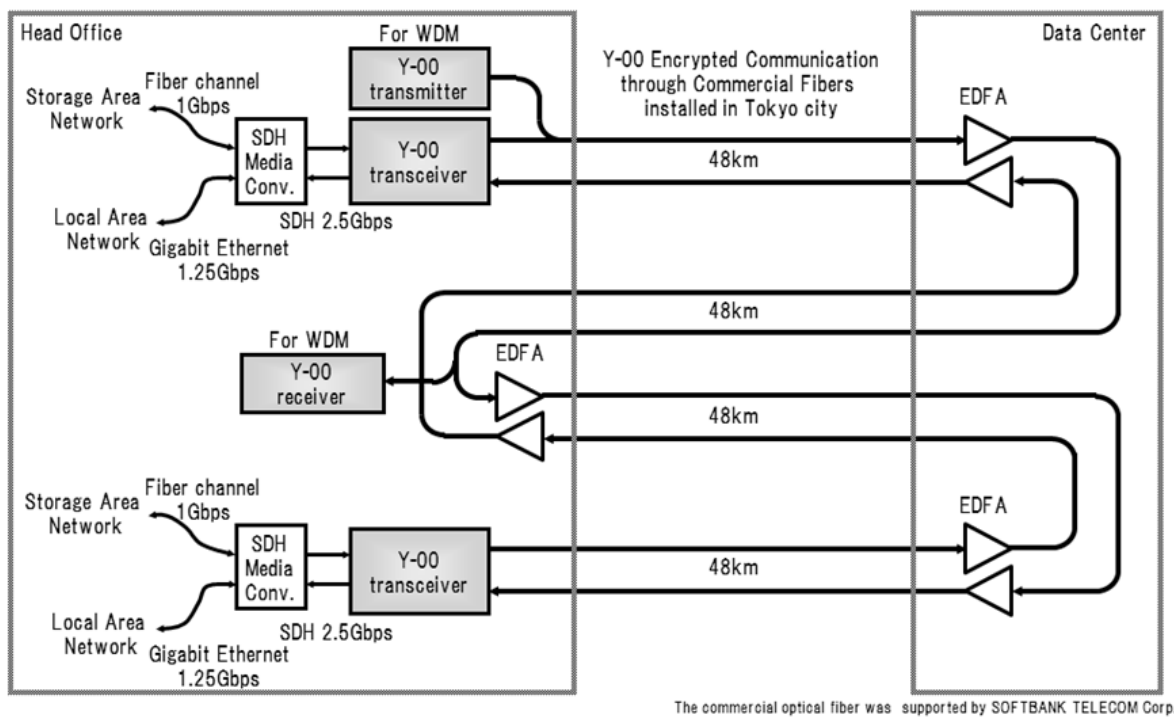 Head Office
Data Center
For WDM
Y-00
transmitter
Y-00 Encrypted Communication
through Commercial Fibers
installed in Tokyo city
EDFA
Fiber channel
1Gbps
Storage Area
Network
SDH
Media
Conv.
Y-00
transceiver
48km
SDH 2.5Gbps
Local Area
Network
Gigabit Ethernet
1.25Gbps
48km
For WDM
EDFA
Y-00
receiver
48km
Fiber channel
1Gbps
Storage Area
Network
EDFA
SDH
Media
Conv.
Y-00
transceiver
48km
SDH 2.5Gbps
Local Area
Network
Gigabit Ethernet
1.25Gbps
The commercial optical fiber was supported by SOFTBANK TELECOM Corp